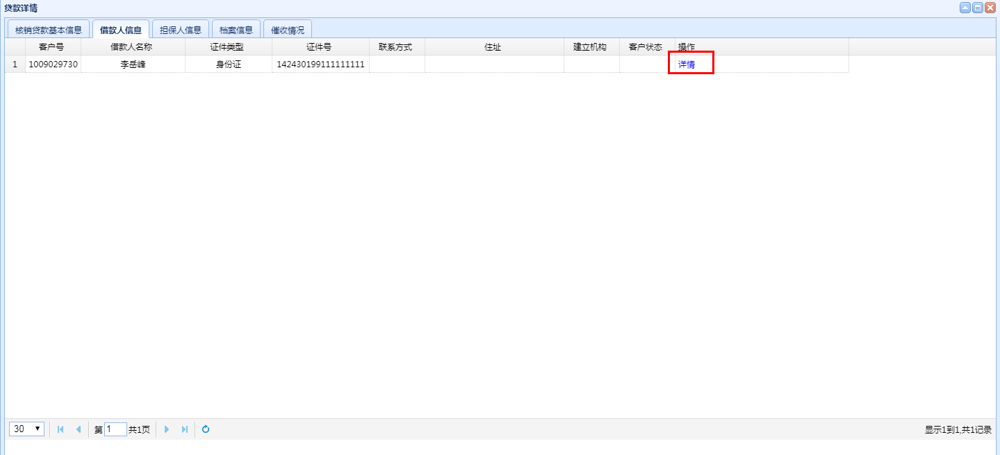 贷款详情
核销贷款基本信息 借款人信息 担保人信息 档案信息 催收情况
客户号 借款人名称 证件类型 证件号 联系方式 住址 建立机构 客户状态 操作
1 1009029730 李岳峰 身份证 142430199111111111 详情
30 第 1 共1页 显示1到1,共1记录